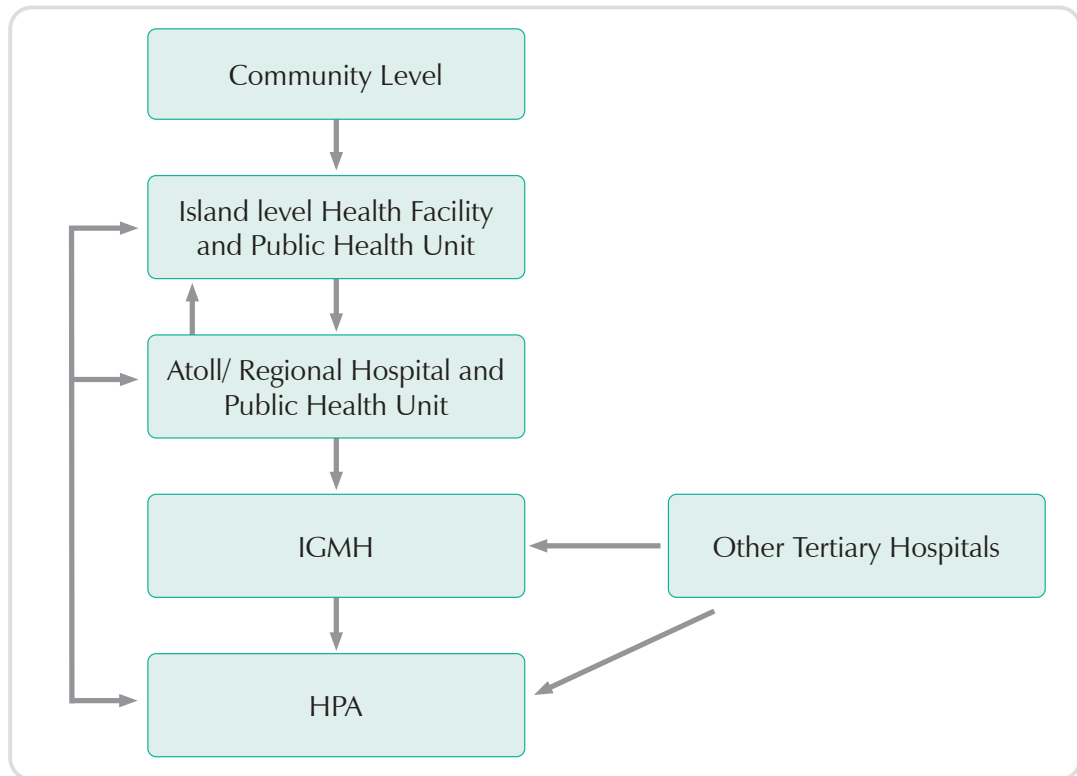 Community Level
Island level Health Facility
and Public Health Unit
Atoll/ Regional Hospital and
Public Health Unit
IGMH
Other Tertiary Hospitals
HPA